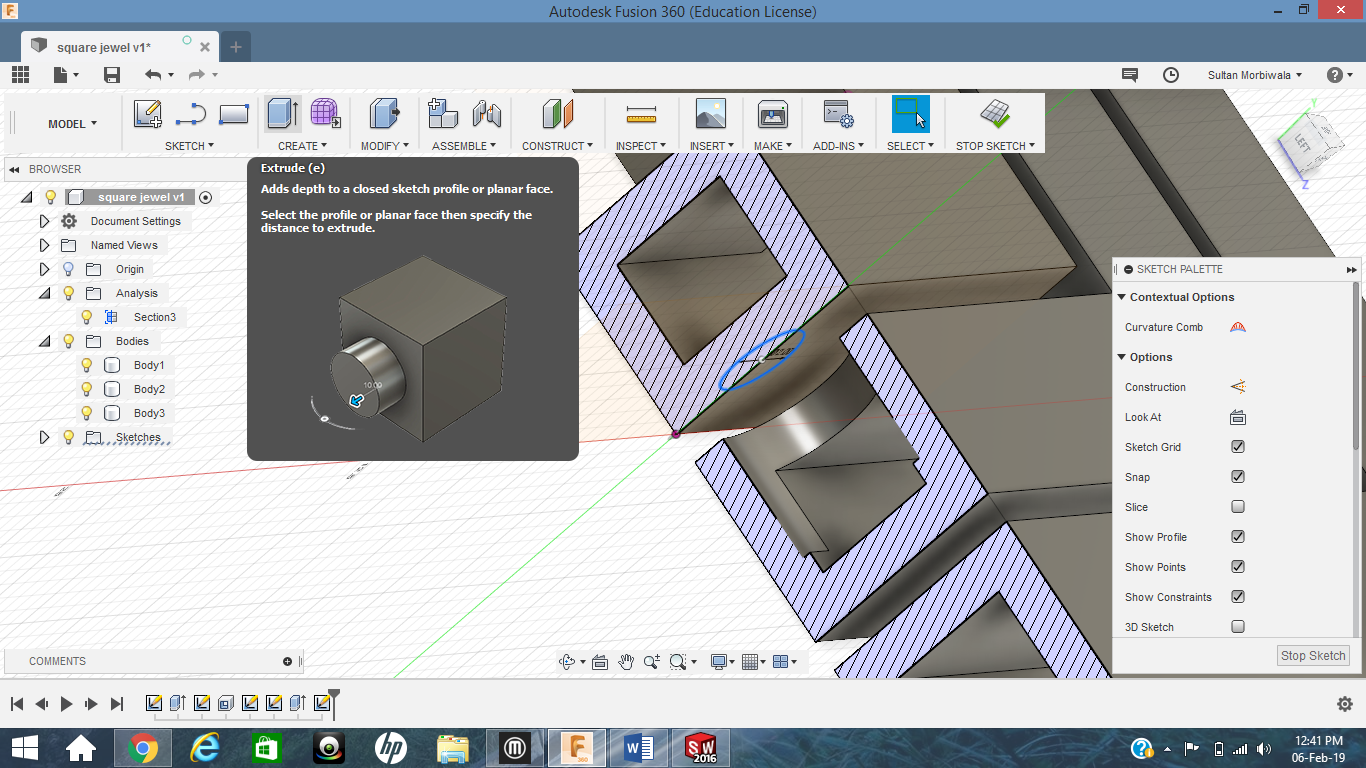 Autodesk Fusion 360 (Education License)
square jewel v1*
Sultan Morbiwala
MODEL
SKETCH
CREATE
MODIFY
ASSEMBLE
CONSTRUCT
INSPECT
INSERT
MAKE
ADD-INS
SELECT
STOP SKETCH
Y
LEFT
Z
BROWSER
square jewel v1
Document Settings
Named Views
Origin
Analysis
Section3
Bodies
Body1
Body2
Body3
Sketches
Extrude (e)
Adds depth to a closed sketch profile or planar face.
Select the profile or planar face then specify the
distance to extrude.
10.00
SKETCH PALETTE
Contextual Options
Curvature Comb
Options
Construction
Look At
Sketch Grid
Snap
Slice
Show Profile
Show Points
Show Constraints
3D Sketch
Stop Sketch
COMMENTS
hp
SW
2016
12:41 PM
06-Feb-19